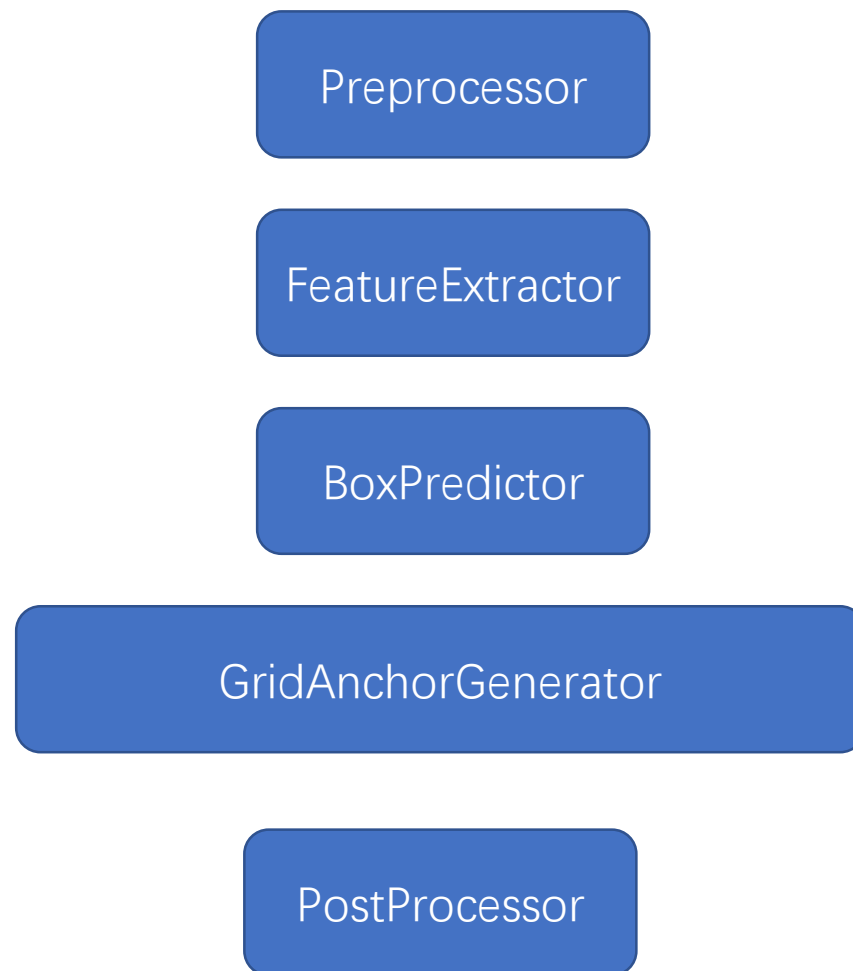 Preprocessor
FeatureExtractor
BoxPredictor
GridAnchorGenerator
PostProcessor